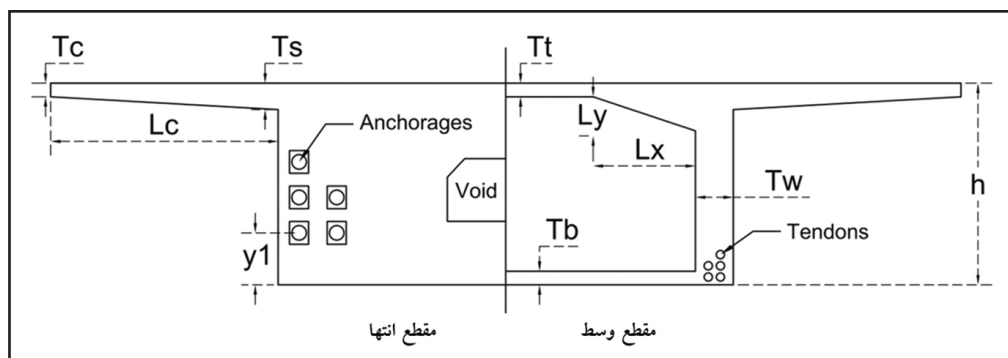 Tc
Ts
Tt
Lc
Anchorages
Ly
Lx
Void
Tw
h
y1
Tb
Tendons
مقطع انتها
مقطع وسط